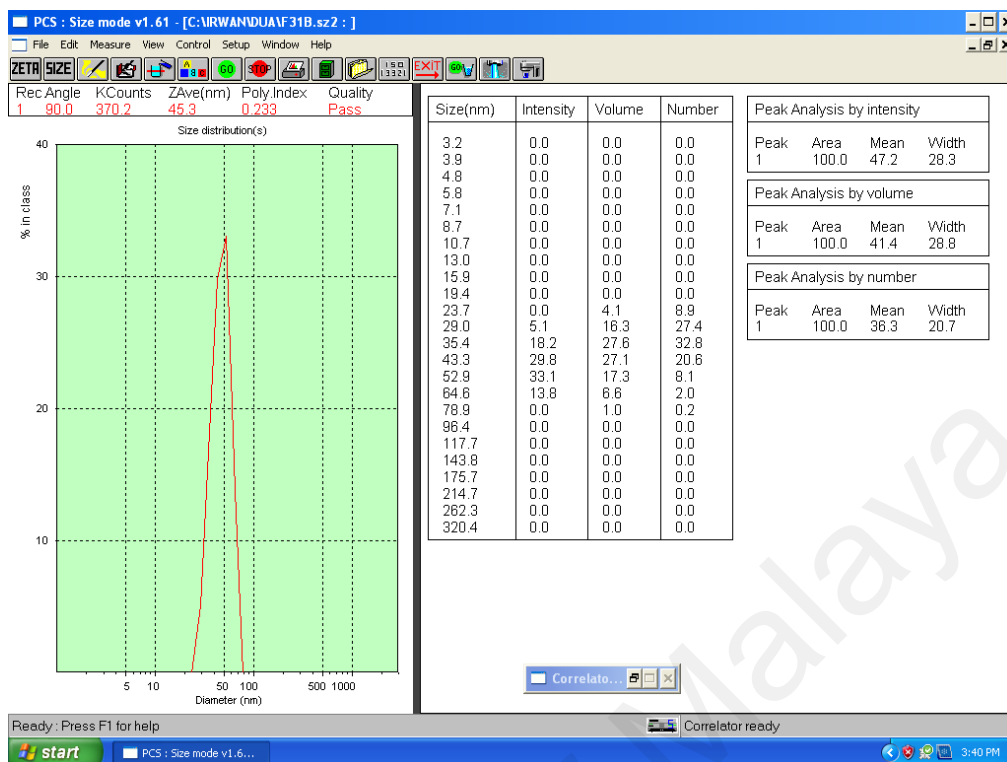 PCS : Size mode v1.61 - [C:\IRWAN\DUA\F31B.sz2 : ]
File Edit Measure View Control Setup Window Help
ZETA SIZE A B C GO STOP ISO 13321 EXIT GO
Rec Angle KCounts ZAve(nm) Poly.Index Quality
1 90.0 370.2 45.3 0.233 Pass
Size distribution(s)
40
30
20
10
% in class
5 10 50 100 500 1000
Diameter (nm)
Size(nm) Intensity Volume Number
3.2 0.0 0.0 0.0
3.9 0.0 0.0 0.0
4.8 0.0 0.0 0.0
5.8 0.0 0.0 0.0
7.1 0.0 0.0 0.0
8.7 0.0 0.0 0.0
10.7 0.0 0.0 0.0
13.0 0.0 0.0 0.0
15.9 0.0 0.0 0.0
19.4 0.0 0.0 0.0
23.7 0.0 4.1 8.9
29.0 5.1 16.3 27.4
35.4 18.2 27.6 32.8
43.3 29.8 27.1 20.6
52.9 33.1 17.3 8.1
64.6 13.8 6.6 2.0
78.9 0.0 1.0 0.2
96.4 0.0 0.0 0.0
117.7 0.0 0.0 0.0
143.8 0.0 0.0 0.0
175.7 0.0 0.0 0.0
214.7 0.0 0.0 0.0
262.3 0.0 0.0 0.0
320.4 0.0 0.0 0.0
Peak Analysis by intensity
Peak Area Mean Width
1 100.0 47.2 28.3
Peak Analysis by volume
Peak Area Mean Width
1 100.0 41.4 28.8
Peak Analysis by number
Peak Area Mean Width
1 100.0 36.3 20.7
Correlato...
Malaya
Ready : Press F1 for help
Correlator ready
start
PCS : Size mode v1.6...
3:40 PM